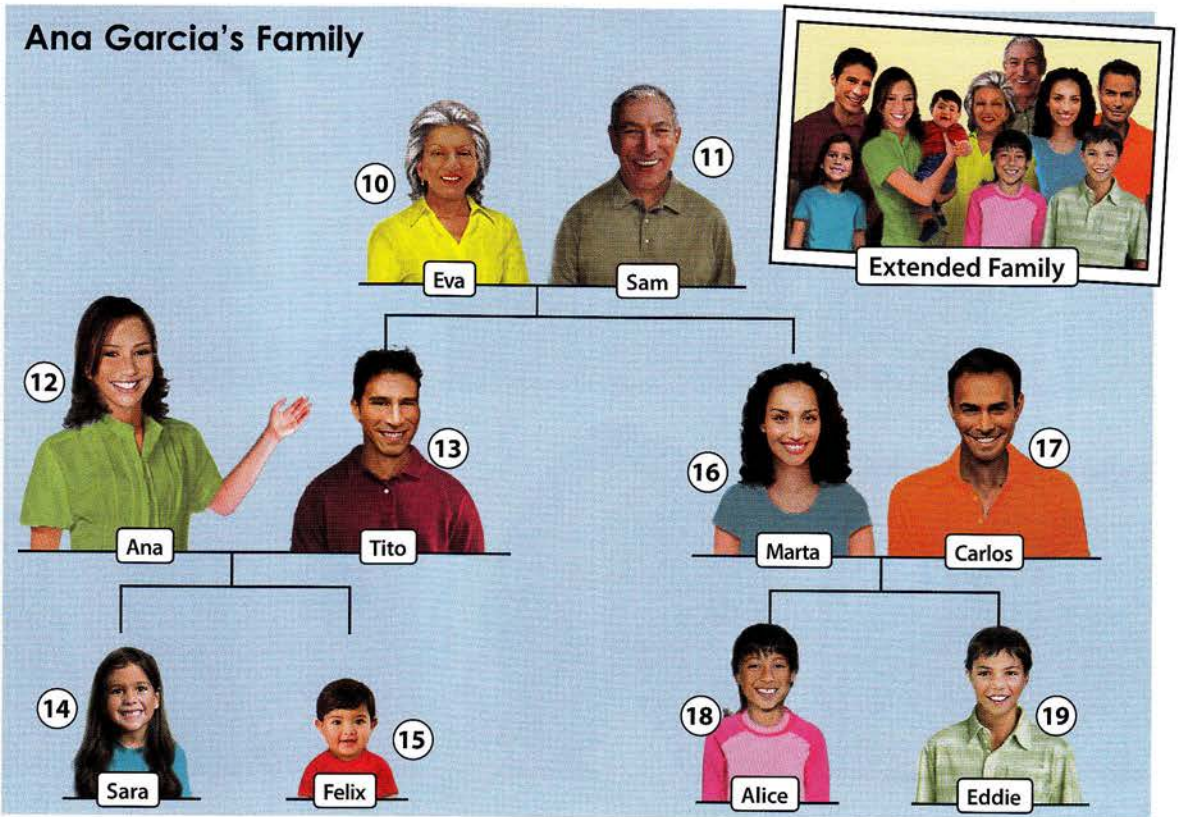 Ana Garcia's Family
Extended Family
10
Eva
11
Sam
12
Ana
13
Tito
16
Marta
17
Carlos
14
Sara
15
Felix
18
Alice
19
Eddie